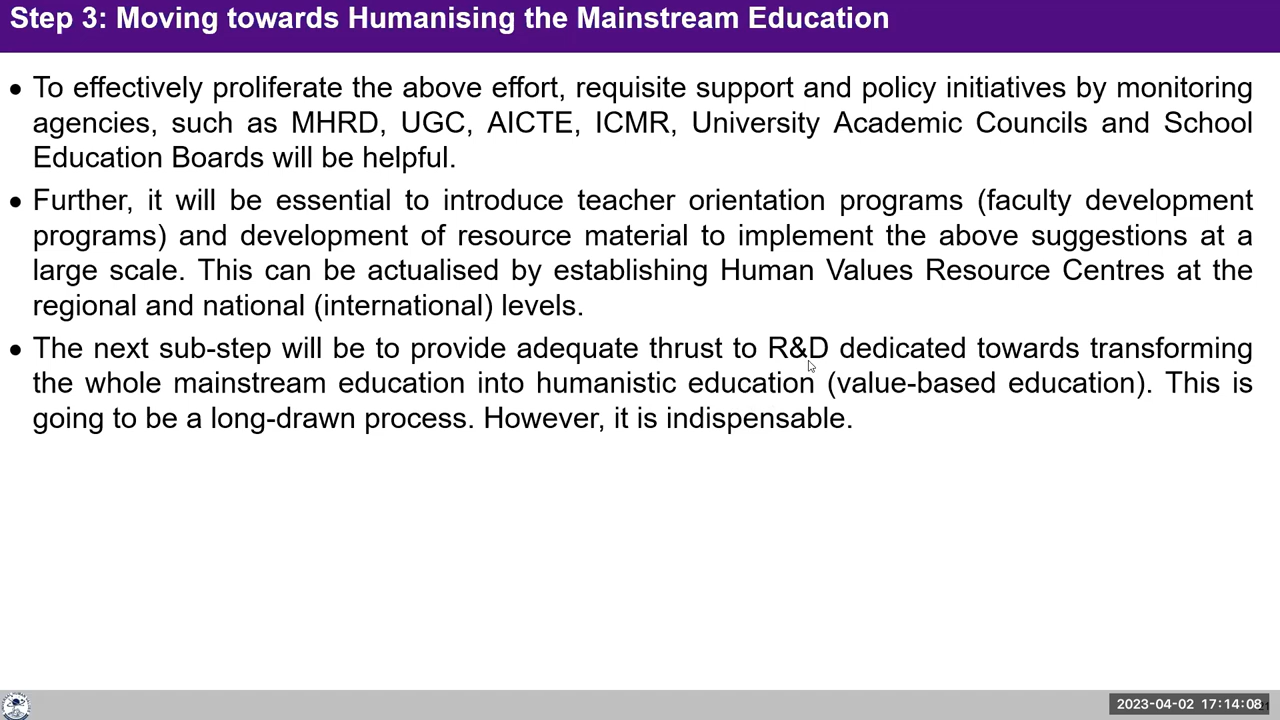 Step 3: Moving towards Humanising the Mainstream Education
• To effectively proliferate the above effort, requisite support and policy initiatives by monitoring
agencies, such as MHRD, UGC, AICTE, ICMR, University Academic Councils and School
Education Boards will be helpful.
• Further, it will be essential to introduce teacher orientation programs (faculty development
programs) and development of resource material to implement the above suggestions at a
large scale. This can be actualised by establishing Human Values Resource Centres at the
regional and national (international) levels.
• The next sub-step will be to provide adequate thrust to R&D dedicated towards transforming
the whole mainstream education into humanistic education (value-based education). This is
going to be a long-drawn process. However, it is indispensable.
2023-04-02 17:14:08